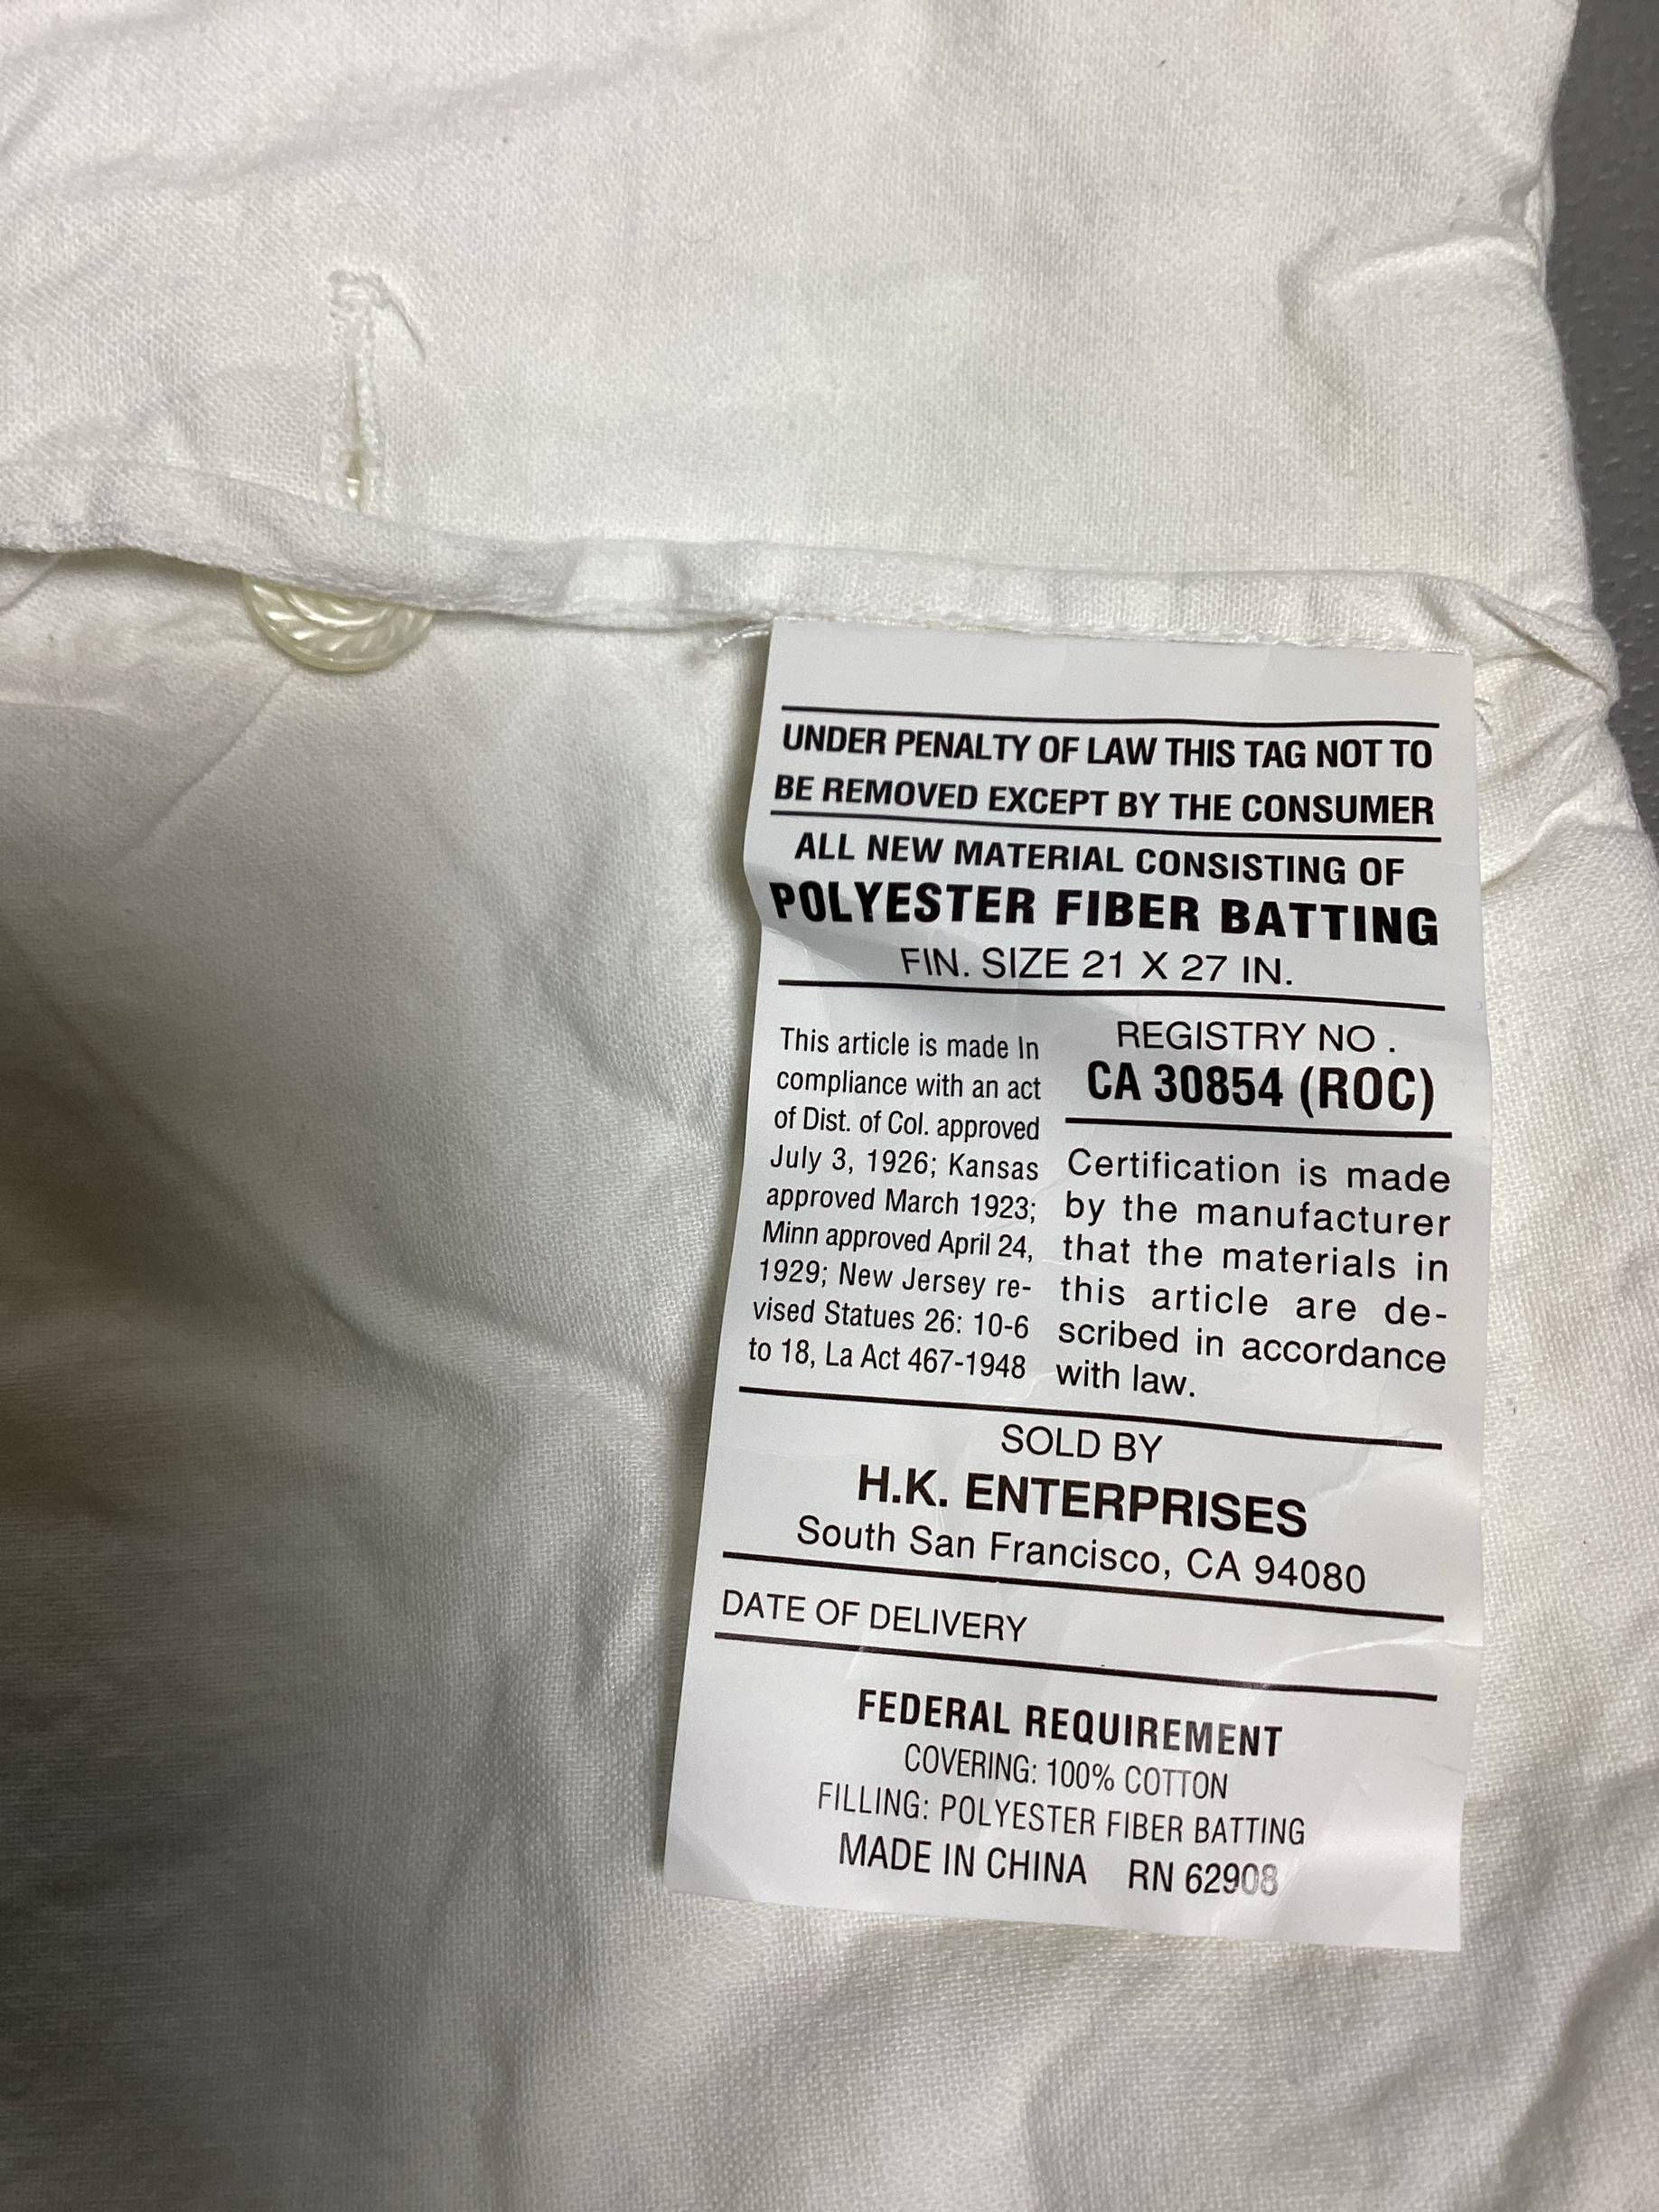 UNDER PENALTY OF LAW THIS TAG NOT TO
BE REMOVED EXCEPT BY THE CONSUMER
ALL NEW MATERIAL CONSISTING OF
POLYESTER FIBER BATTING
FIN. SIZE 21 X 27 IN.
This article is made In
compliance with an act
of Dist. of Col. approved
July 3, 1926; Kansas
approved March 1923;
Minn approved April 24,
1929; New Jersey re-
vised Statues 26: 10-6
to 18, La Act 467-1948
REGISTRY NO .
CA 30854 (ROC)
Certification is made
by the manufacturer
that the materials in
this article are de-
scribed in accordance
with law.
SOLD BY
H.K. ENTERPRISES
South San Francisco, CA 94080
DATE OF DELIVERY
FEDERAL REQUIREMENT
COVERING: 100% COTTON
FILLING: POLYESTER FIBER BATTING
MADE IN CHINA RN 62908